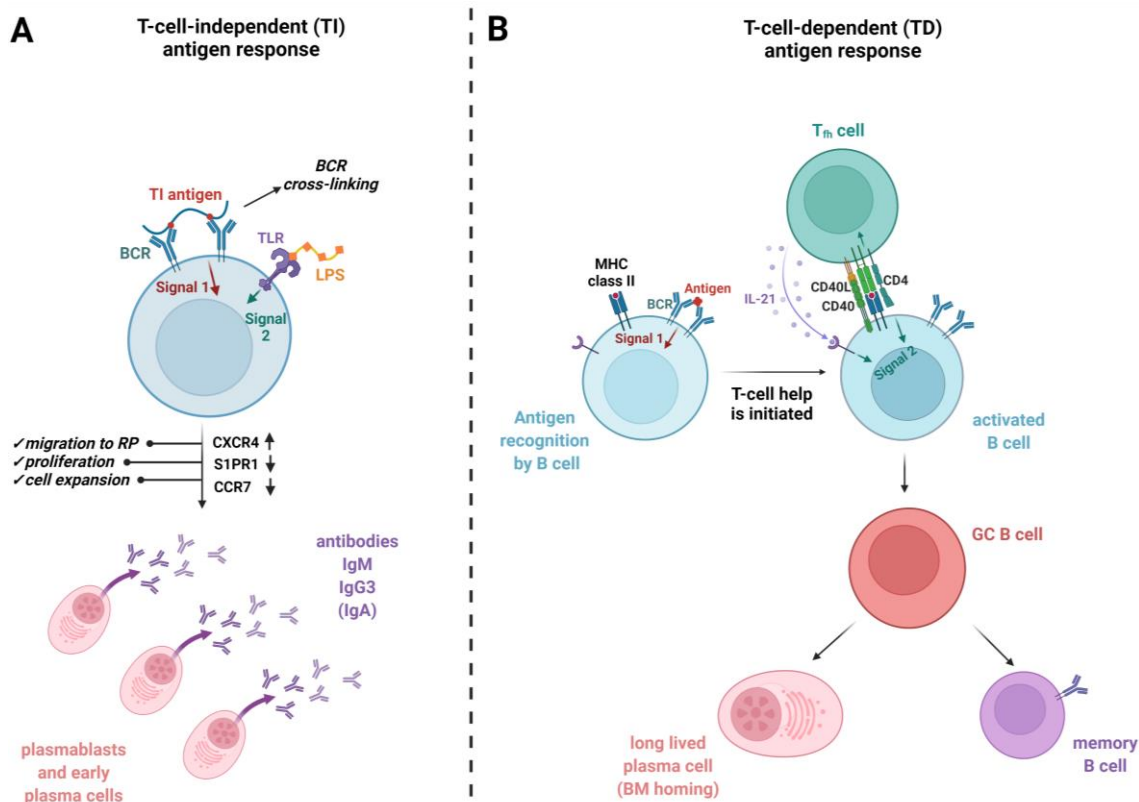 A
T-cell-independent (TI)
antigen response
BCR
cross-linking
TI antigen
BCR
TLR
LPS
Signal 1
Signal
2
✓migration to RP
✓proliferation
✓cell expansion
CXCR4
S1PR1
CCR7
antibodies
IgM
IgG3
(IgA)
plasmablasts
and early
plasma cells
B
T-cell-dependent (TD)
antigen response
Tfh cell
MHC
class II
BCR
Antigen
Signal 1
IL-21
CD40L
CD40
CD4
Signal 2
Antigen
recognition
by B cell
T-cell help
is initiated
activated
B cell
GC B cell
long lived
plasma cell
(BM homing)
memory
B cell